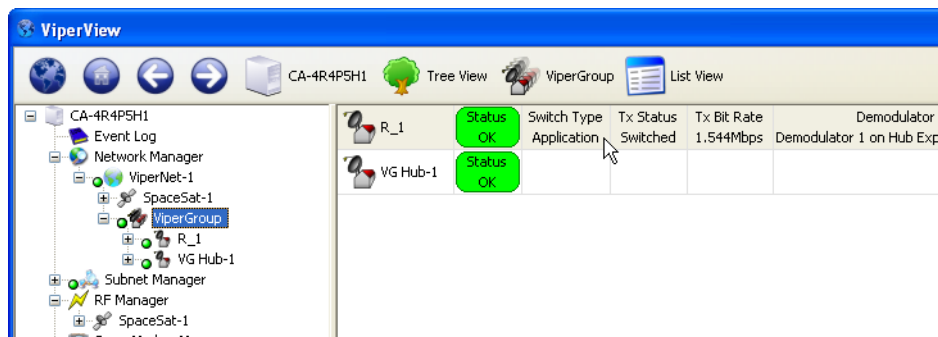 ViperView
CA-4R4P5H1 Tree View ViperGroup List View
CA-4R4P5H1
Event Log
Network Manager
ViperNet-1
SpaceSat-1
ViperGroup
R_1
VG Hub-1
Subnet Manager
RF Manager
SpaceSat-1
R_1 Status Switch Type Tx Status Tx Bit Rate Demodulator
OK Application Switched 1.544Mbps Demodulator 1 on Hub Exp
VG Hub-1 Status
OK